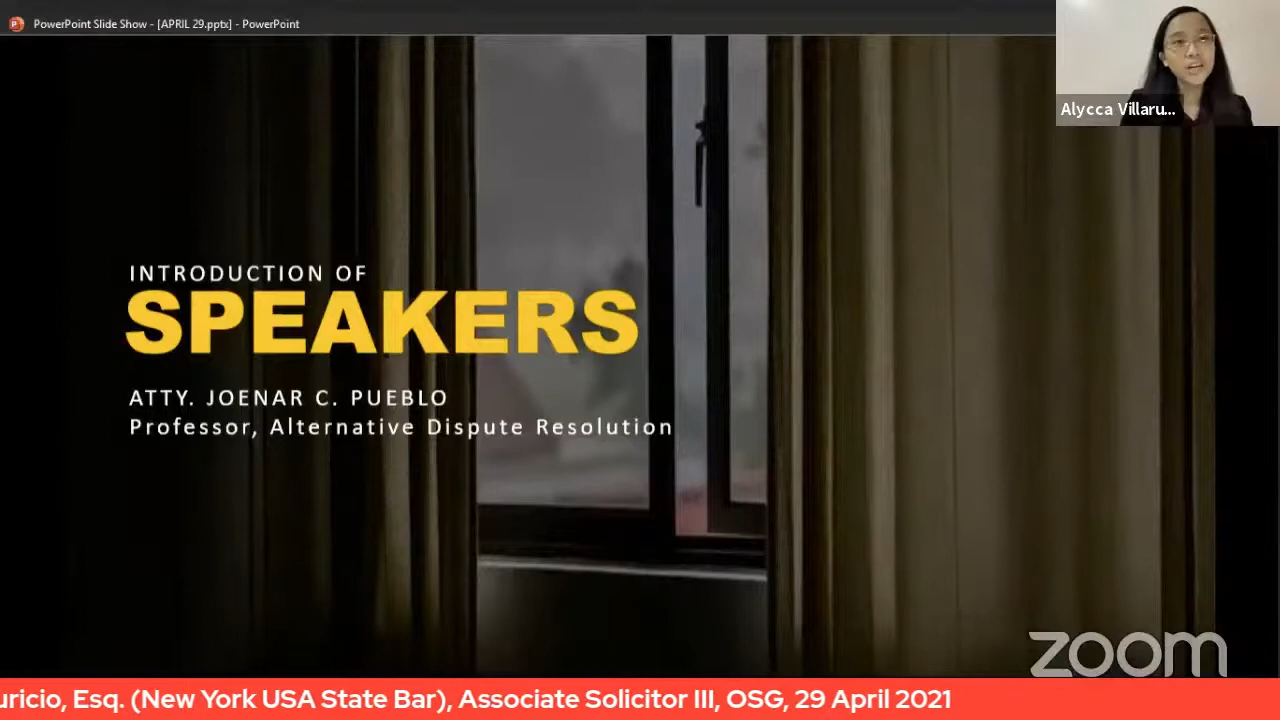 PowerPoint Slide Show - [APRIL 29.pptx] - PowerPoint
Alycca Villaru...
INTRODUCTION OF
SPEAKERS
ATTY. JOENAR C. PUEBLO
Professor, Alternative Dispute Resolution
zoom
uricio, Esq. (New York USA State Bar), Associate Solicitor III, OSG, 29 April 2021